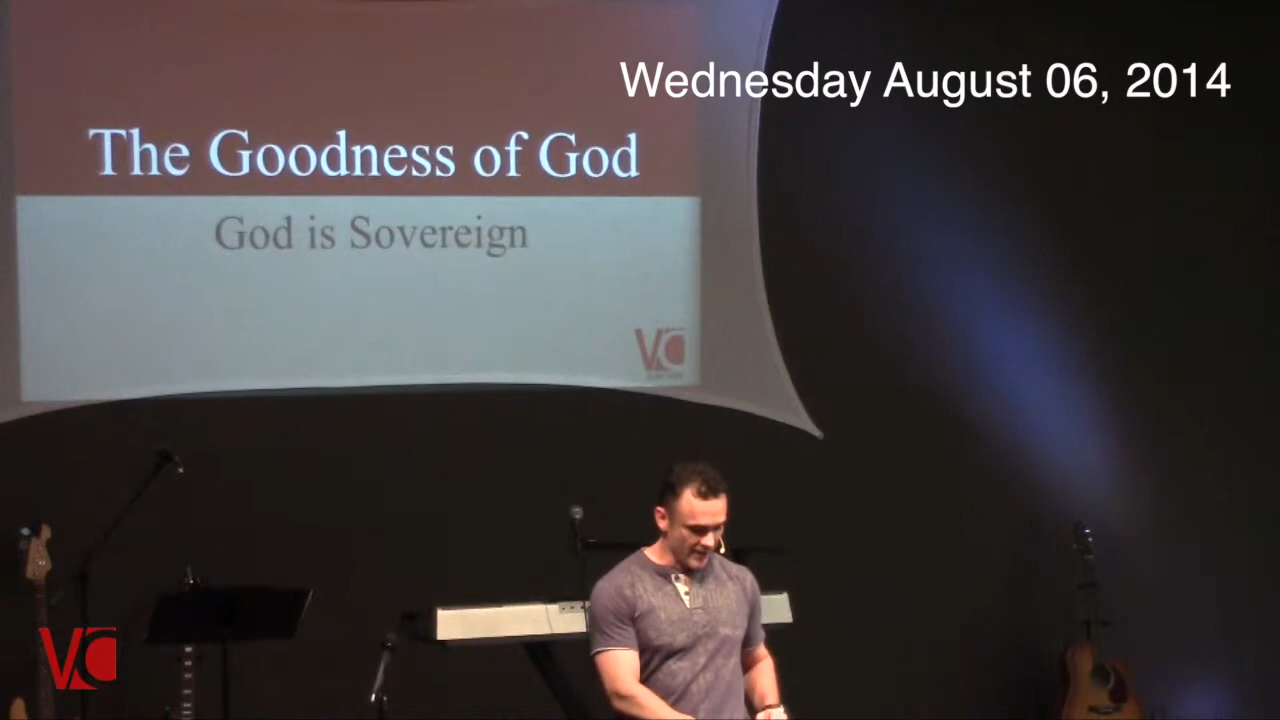 Wednesday August 06, 2014
The Goodness of God
God is Sovereign
VC
VC